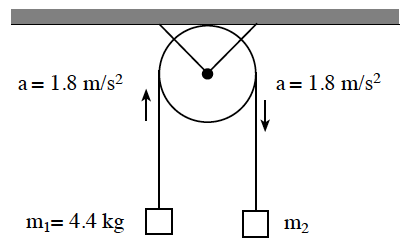 a = 1.8 m/s²
a = 1.8 m/s²
m₁= 4.4 kg
m₂